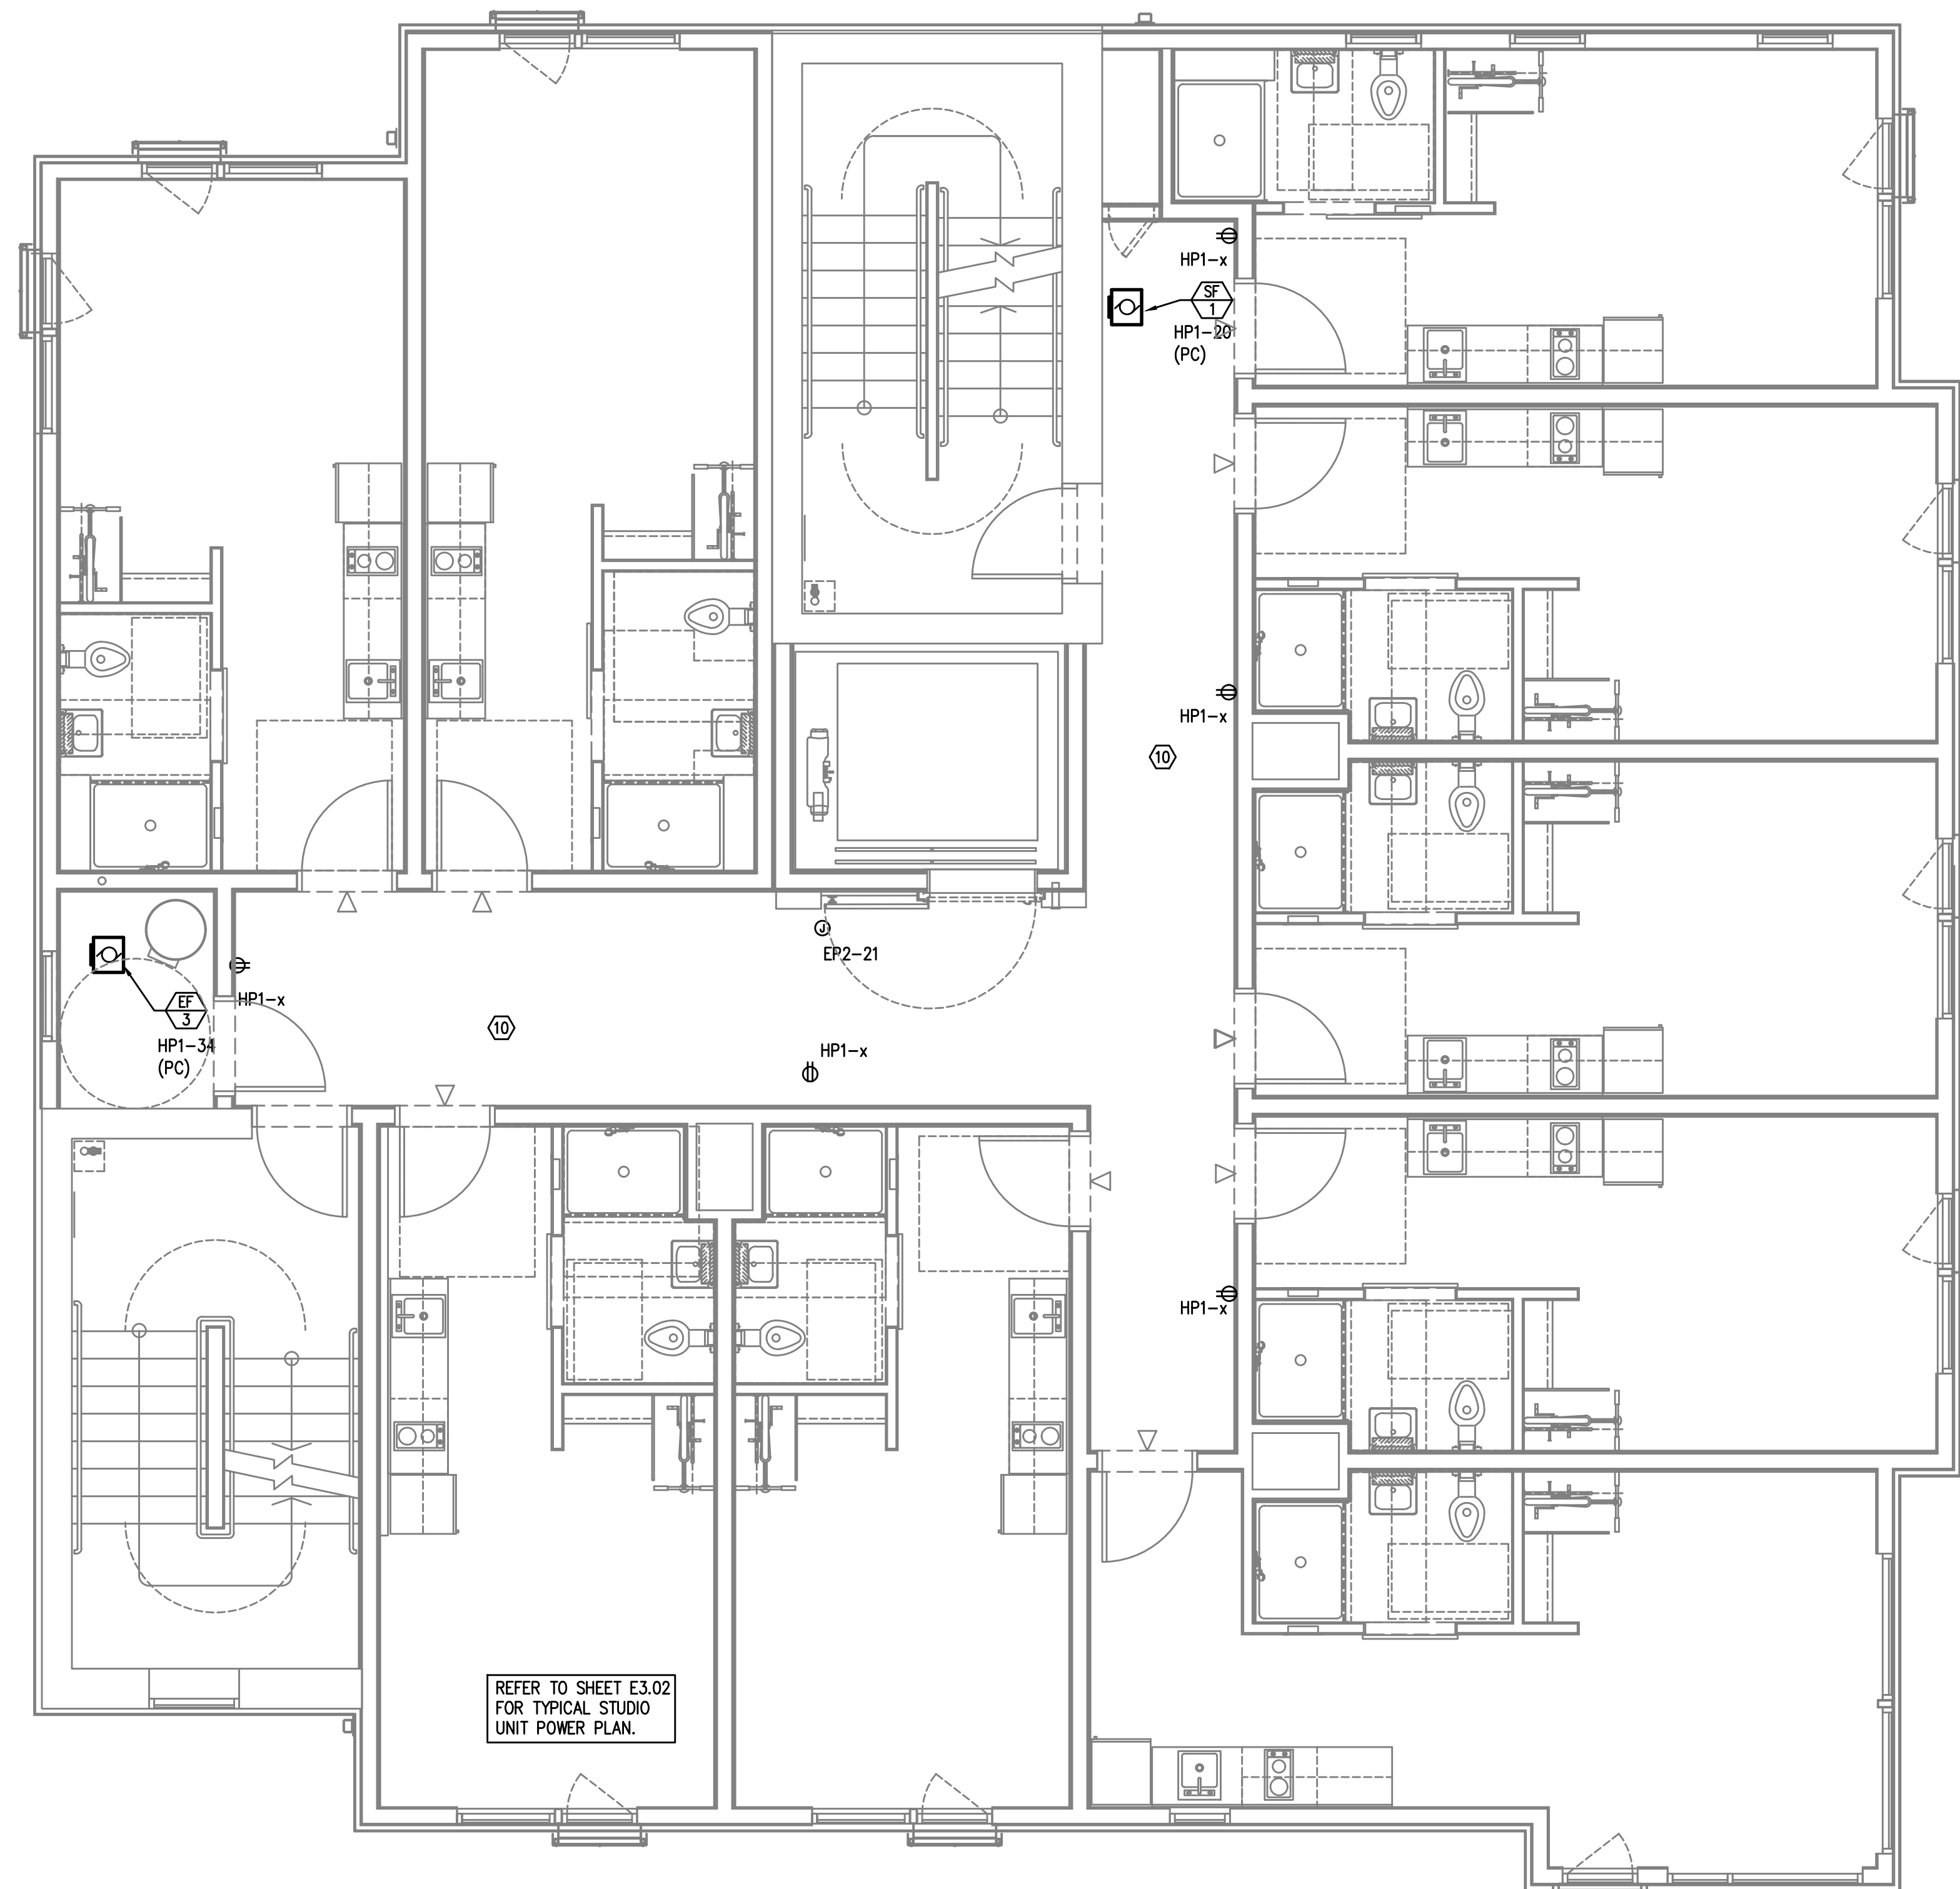 HP1-x
SF
1
HP1-20
(PC)
HP1-x
10
J
EP2-21
HP1-x
EF
3
HP1-34
(PC)
10
HP1-x
HP1-x
REFER TO SHEET E3.02
FOR TYPICAL STUDIO
UNIT POWER PLAN.